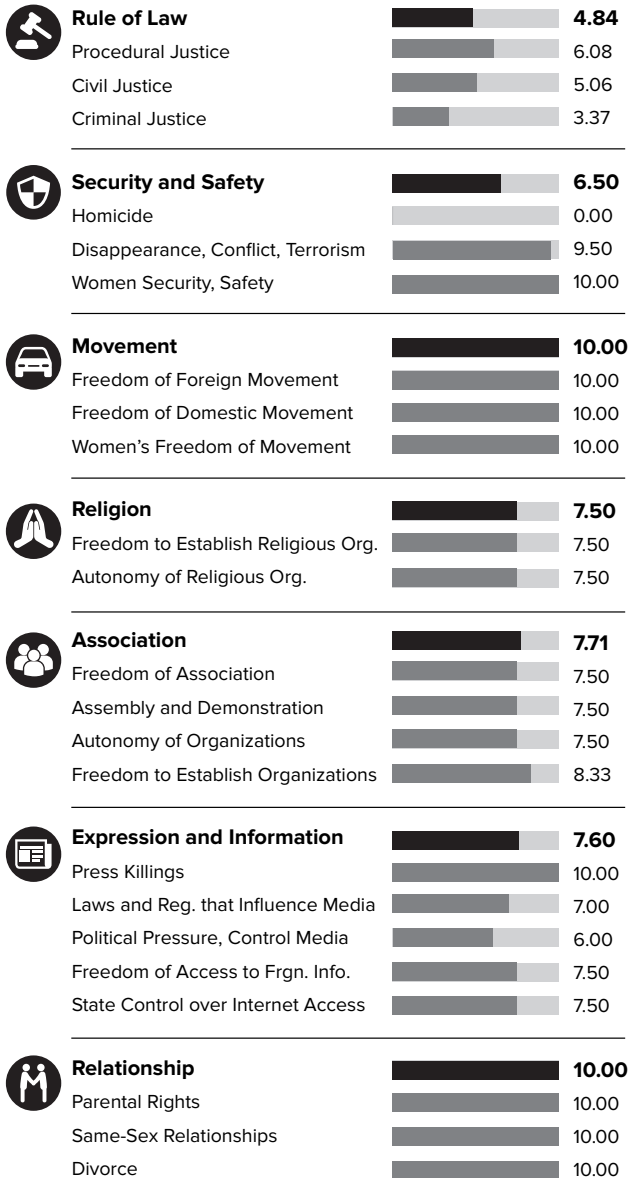 Rule of Law 4.84
Procedural Justice 6.08
Civil Justice 5.06
Criminal Justice 3.37
Security and Safety 6.50
Homicide 0.00
Disappearance, Conflict, Terrorism 9.50
Women Security, Safety 10.00
Movement 10.00
Freedom of Foreign Movement 10.00
Freedom of Domestic Movement 10.00
Women’s Freedom of Movement 10.00
Religion 7.50
Freedom to Establish Religious Org. 7.50
Autonomy of Religious Org. 7.50
Association 7.71
Freedom of Association 7.50
Assembly and Demonstration 7.50
Autonomy of Organizations 7.50
Freedom to Establish Organizations 8.33
Expression and Information 7.60
Press Killings 10.00
Laws and Reg. that Influence Media 7.00
Political Pressure, Control Media 6.00
Freedom of Access to Frgn. Info. 7.50
State Control over Internet Access 7.50
Relationship 10.00
Parental Rights 10.00
Same-Sex Relationships 10.00
Divorce 10.00